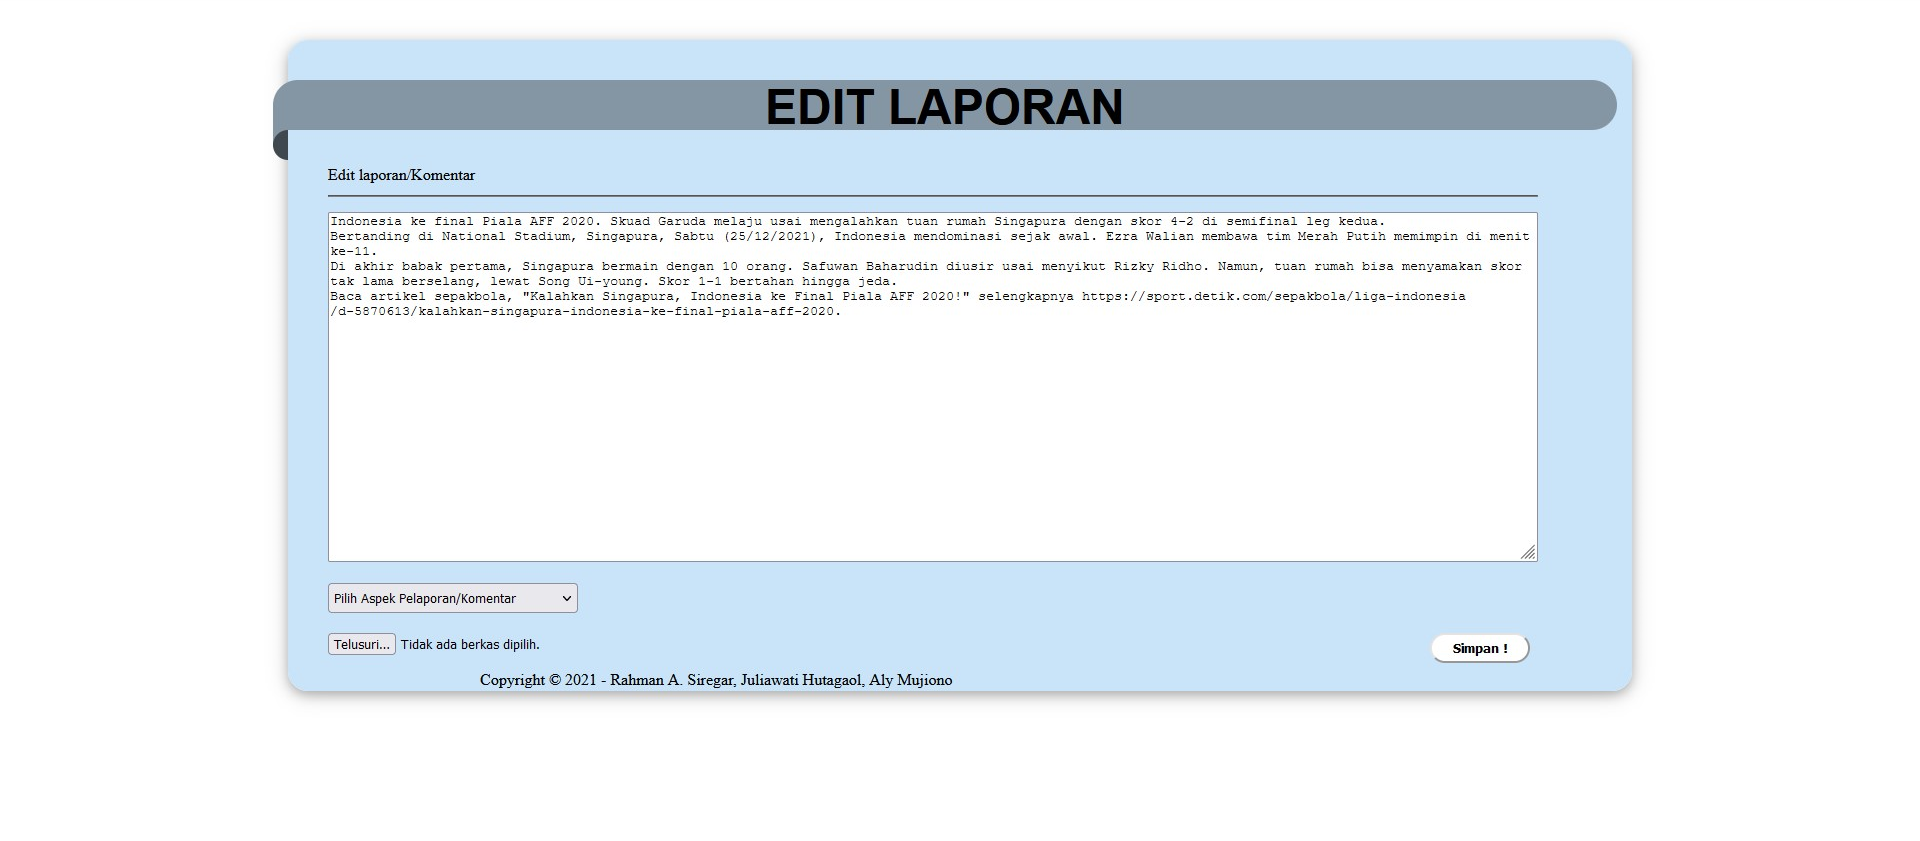 EDIT LAPORAN
Edit laporan/Komentar
Indonesia ke final Piala AFF 2020. Skuad Garuda melaju usai mengalahkan tuan rumah Singapura dengan skor 4-2 di semifinal leg kedua.
Bertanding di National Stadium, Singapura, Sabtu (25/12/2021), Indonesia mendominasi sejak awal. Ezra Walian membawa tim Merah Putih memimpin di menit
ke-11.
Di akhir babak pertama, Singapura bermain dengan 10 orang. Safuwan Baharudin diusir usai menyikut Rizky Ridho. Namun, tuan rumah bisa menyamakan skor
tak lama berselang, lewat Song Ui-young. Skor 1-1 bertahan hingga jeda.
Baca artikel sepakbola, "Kalahkan Singapura, Indonesia ke Final Piala AFF 2020!" selengkapnya https://sport.detik.com/sepakbola/liga-indonesia
/d-5870613/kalahkan-singapura-indonesia-ke-final-piala-aff-2020.
Pilih Aspek Pelaporan/Komentar
Telusuri... Tidak ada berkas dipilih.
Simpan !
Copyright © 2021 - Rahman A. Siregar, Juliawati Hutagaol, Aly Mujiono